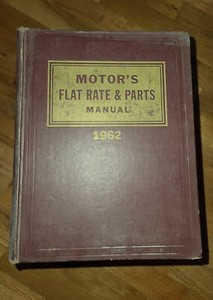 MOTOR'S
FLAT RATE & PARTS
MANUAL
1962